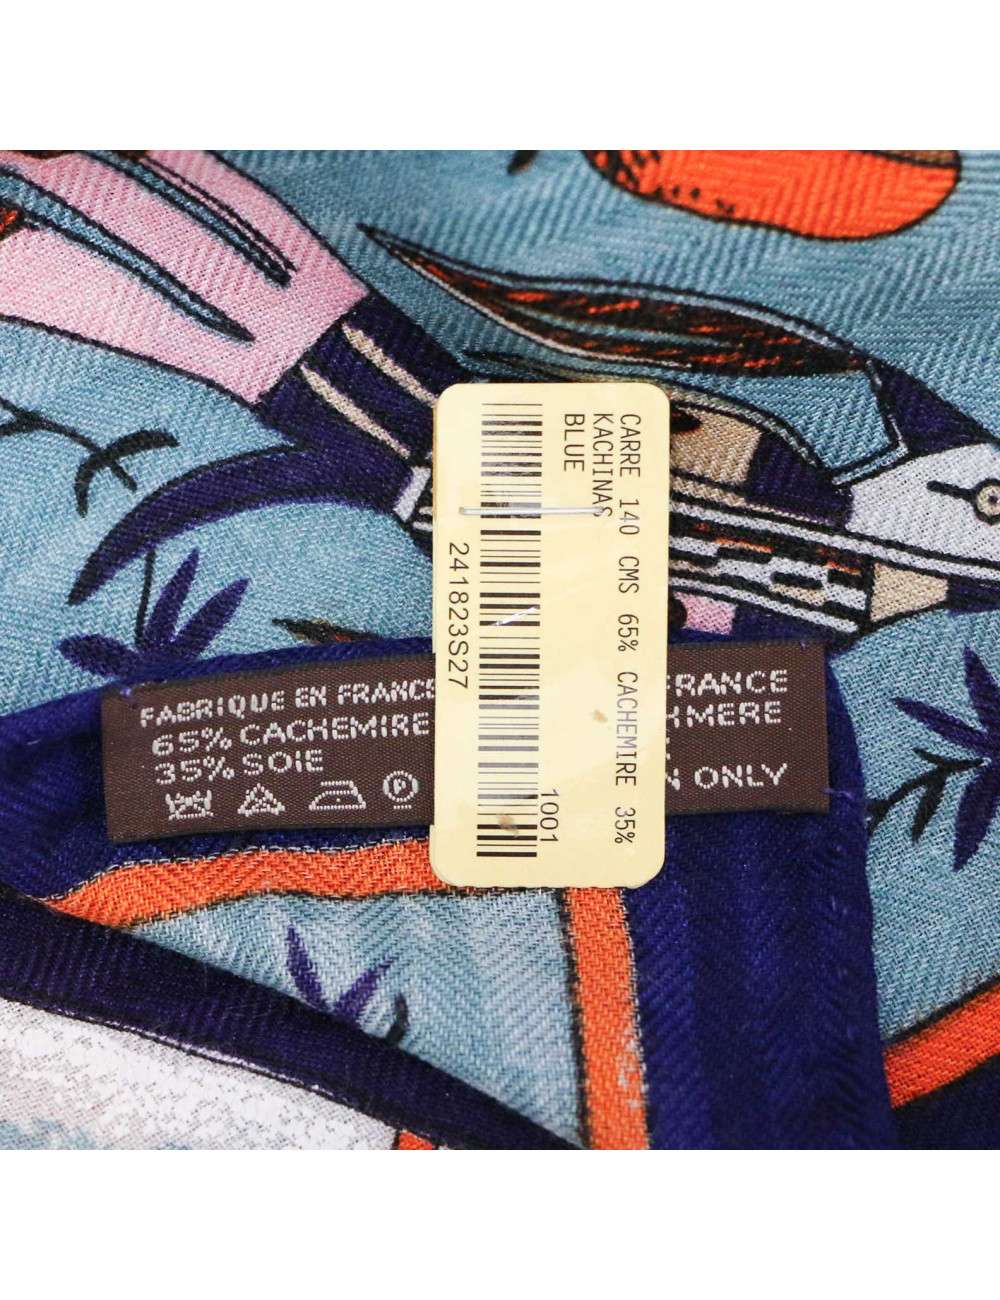 CARRE 140 CMS 65% CACHEMIRE 35%
KACHINAS
BLUE
241823S27
1001
FABRIQUE EN FRANCE
65% CACHEMIRE
35% SOIE
P
RANCE
HMERE
ONLY